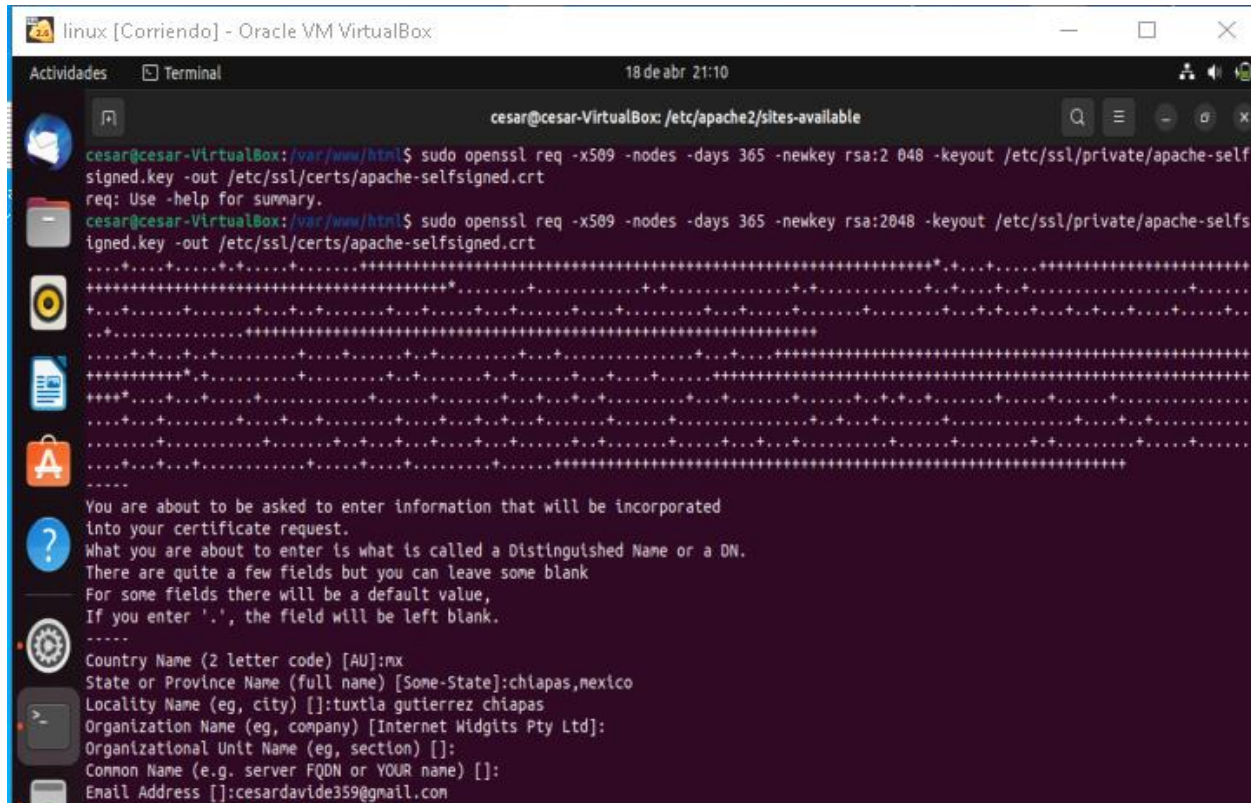 linux [Corriendo] - Oracle VM VirtualBox
Actividades Terminal 18 de abr 21:10
cesar@cesar-VirtualBox: /etc/apache2/sites-available
cesar@cesar-VirtualBox:/var/www/html$ sudo openssl req -x509 -nodes -days 365 -newkey rsa:2 048 -keyout /etc/ssl/private/apache-self
signed.key -out /etc/ssl/certs/apache-selfsigned.crt
req: Use -help for summary.
cesar@cesar-VirtualBox:/var/www/html$ sudo openssl req -x509 -nodes -days 365 -newkey rsa:2048 -keyout /etc/ssl/private/apache-selfs
igned.key -out /etc/ssl/certs/apache-selfsigned.crt
-----
You are about to be asked to enter information that will be incorporated
into your certificate request.
What you are about to enter is what is called a Distinguished Name or a DN.
There are quite a few fields but you can leave some blank
For some fields there will be a default value,
If you enter '.', the field will be left blank.
-----
Country Name (2 letter code) [AU]:mx
State or Province Name (full name) [Some-State]:chiapas,mexico
Locality Name (eg, city) []:tuxtla gutierrez chiapas
Organization Name (eg, company) [Internet Widgits Pty Ltd]:
Organizational Unit Name (eg, section) []:
Common Name (e.g. server FQDN or YOUR name) []:
Email Address []:cesardavide359@gmail.com